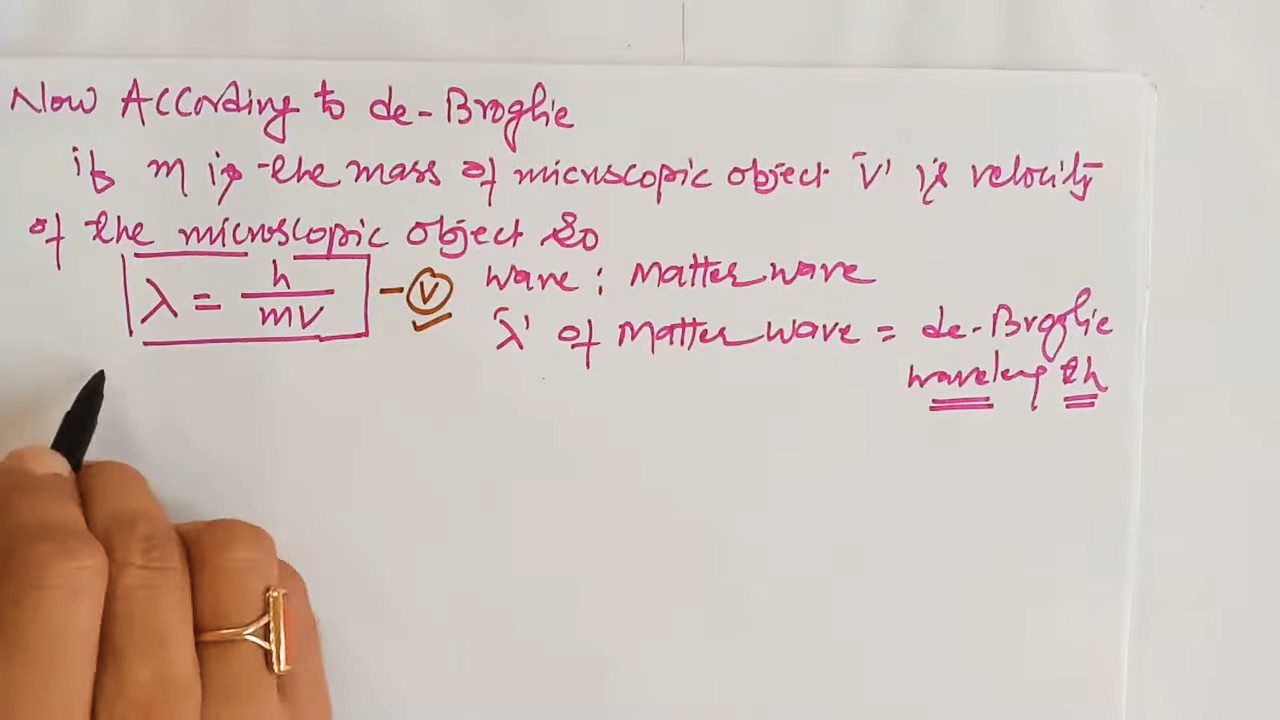 Now According to de-Broglie
if m is the mass of microscopic object 'v' is velocity
of the microscopic object so
λ = h/mv - (V)
wave : Matter wave
'λ' of Matter wave = de-Broglie
wavelength